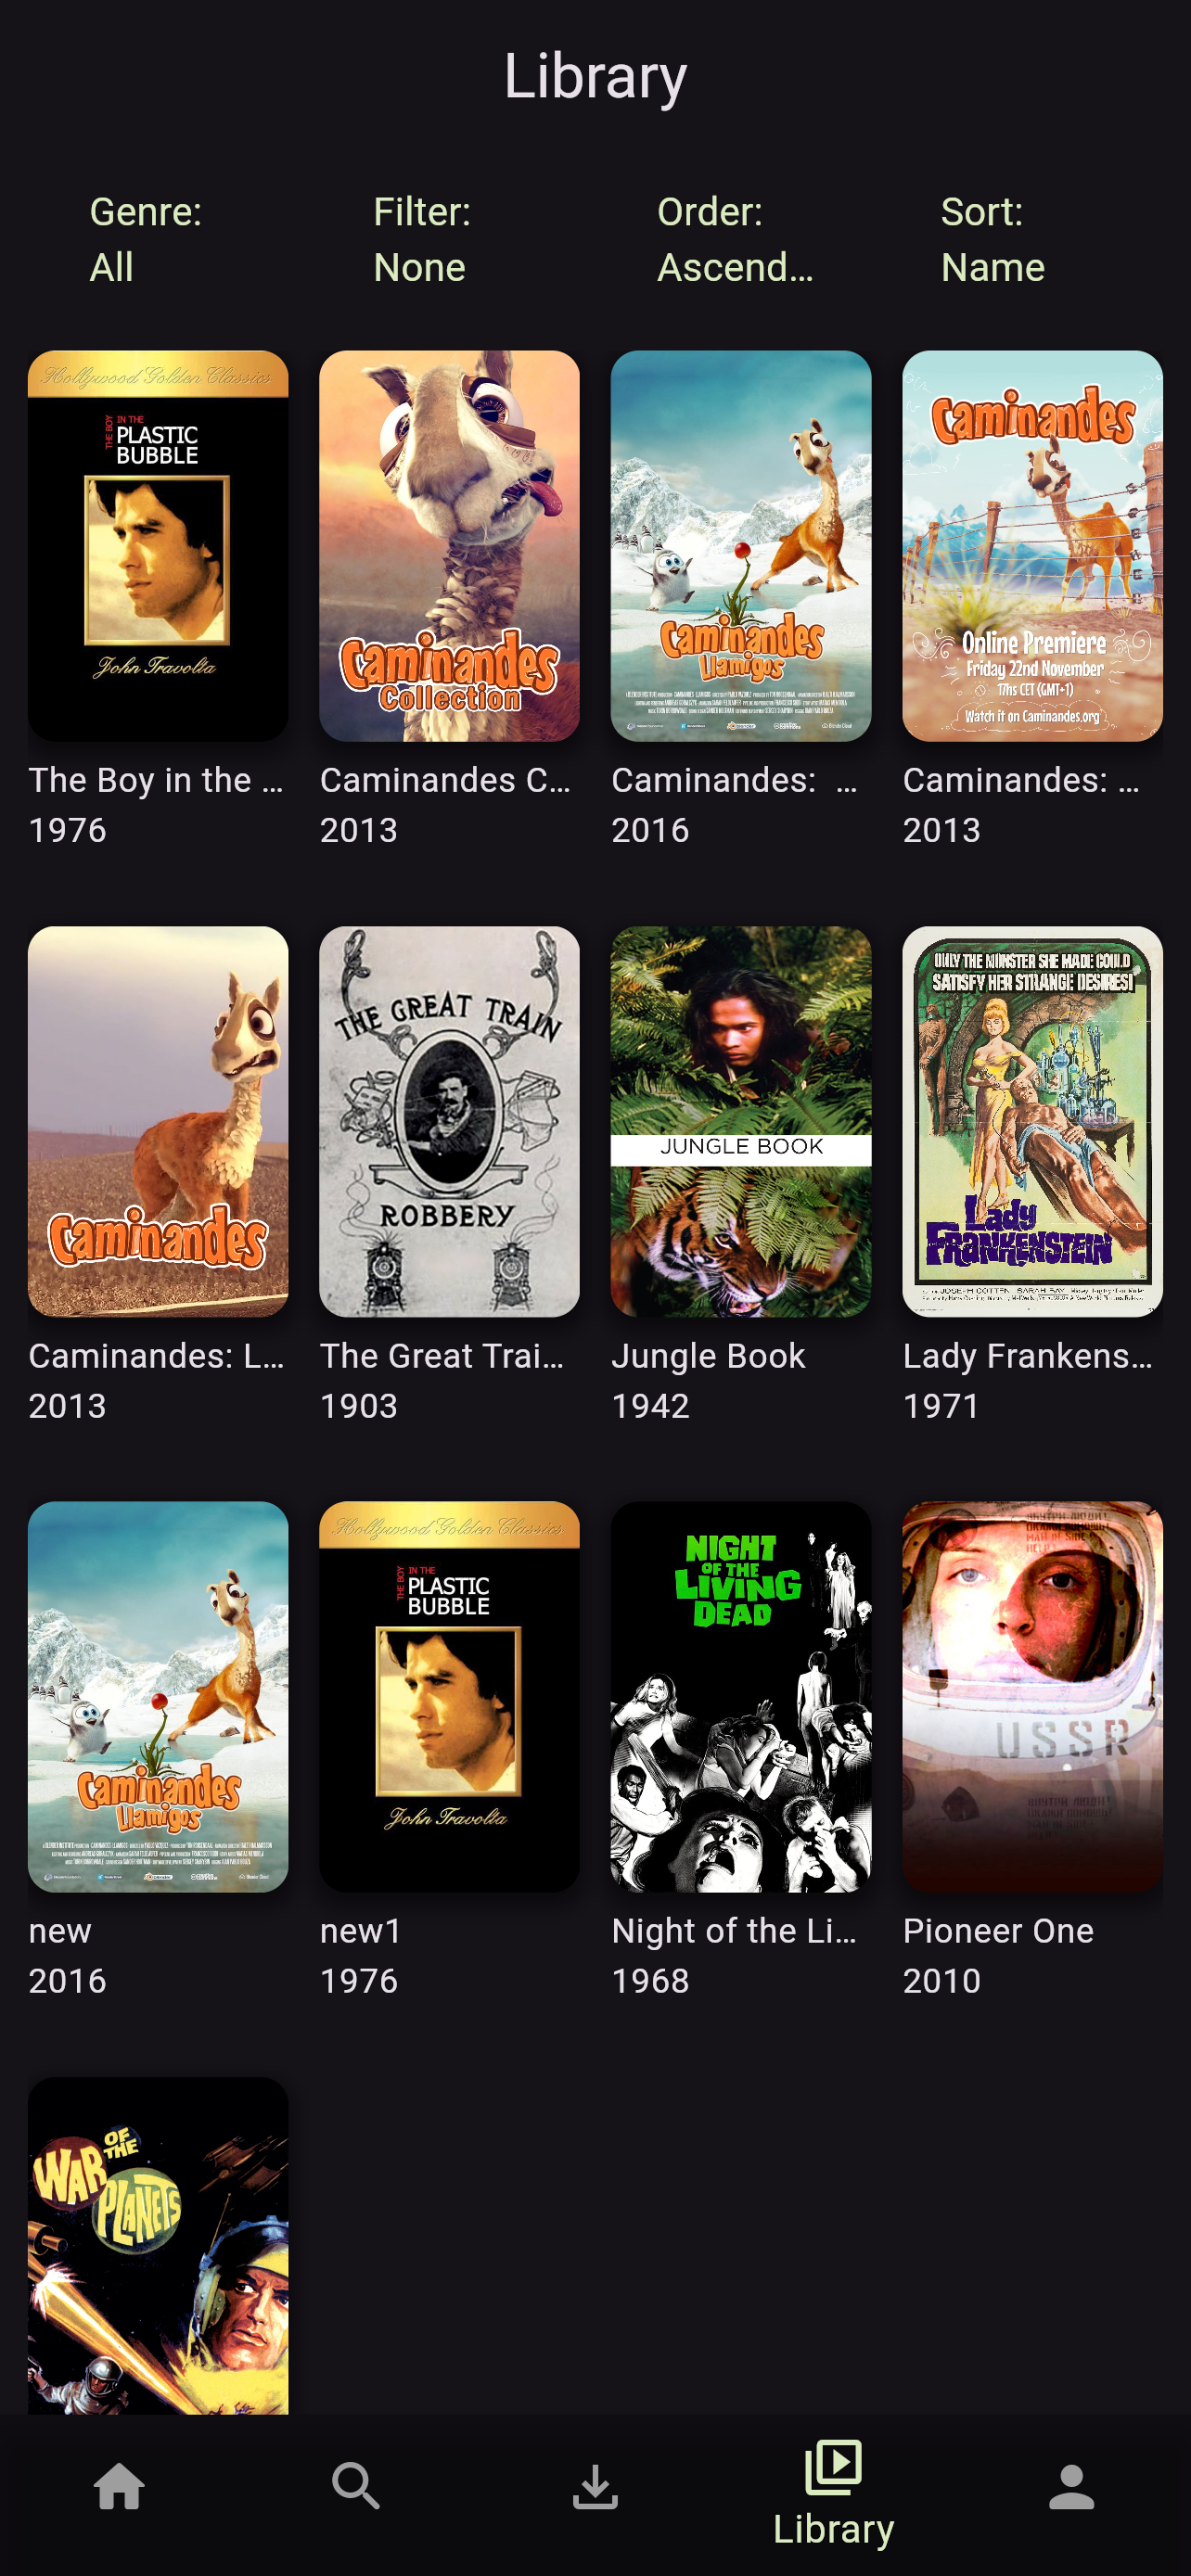 Library
Genre:
All
Filter:
None
Order:
Ascend...
Sort:
Name
Hollywood Golden Classics
THE BOY
IN THE
PLASTIC
BUBBLE
John Travolta
Caminandes
Collection
Caminandes
Llamigos
Caminandes
Online Premiere
Friday 22nd November
17hs CET (GMT+1)
Watch it on Caminandes.org
The Boy in the ...
1976
Caminandes C...
2013
Caminandes: ...
2016
Caminandes: ...
2013
Caminandes
THE GREAT TRAIN
ROBBERY
JUNGLE BOOK
ONLY THE MONSTER SHE MADE COULD
SATISFY HER STRANGE DESIRES!
Lady
FRANKENSTEIN
JOSEPH COTTEN SARAH BAY
Caminandes: L...
2013
The Great Trai...
1903
Jungle Book
1942
Lady Frankens...
1971
Caminandes
Llamigos
Hollywood Golden Classics
THE BOY
IN THE
PLASTIC
BUBBLE
John Travolta
NIGHT
OF THE
LIVING
DEAD
USSR
new
2016
new1
1976
Night of the Li...
1968
Pioneer One
2010
WAR
OF
THE
PLANETS
Library